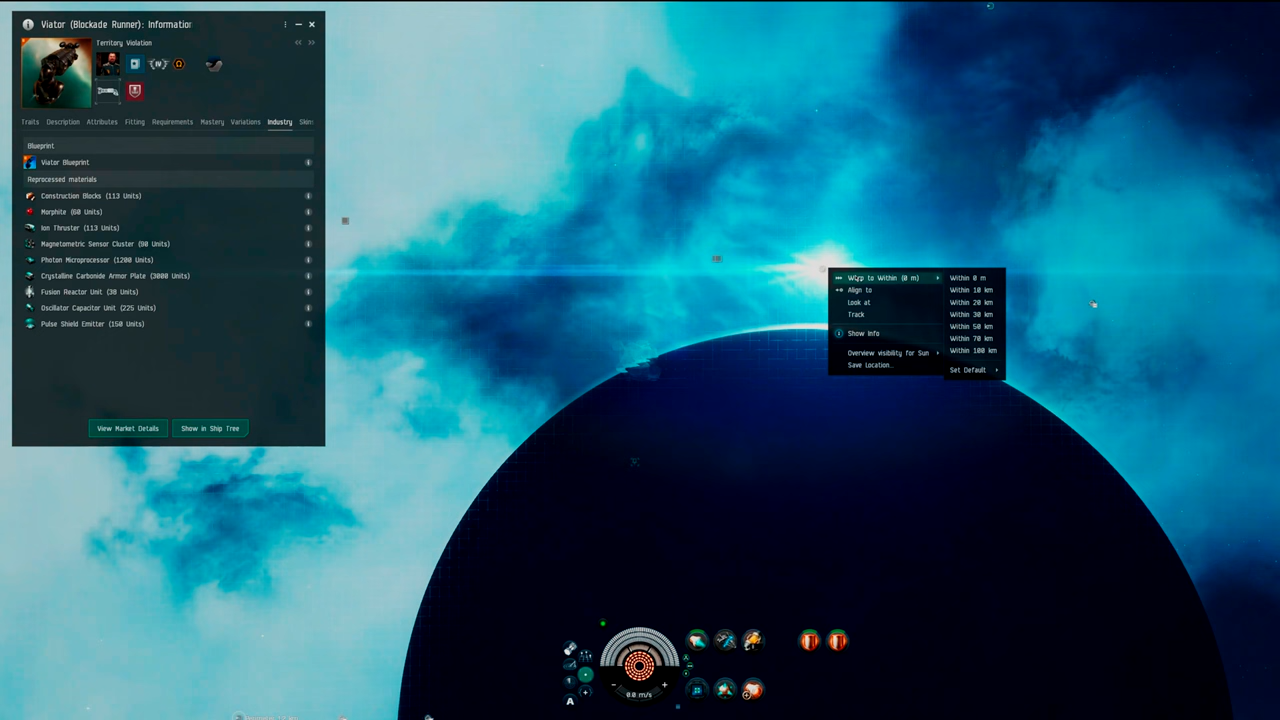 Viator (Blockade Runner): Information
Territory Violation
IV
Traits Description Attributes Fitting Requirements Mastery Variations Industry Skins
Blueprint
Viator Blueprint
Reprocessed materials
Construction Blocks (113 Units)
Morphite (60 Units)
Ion Thruster (113 Units)
Magnetometric Sensor Cluster (90 Units)
Photon Microprocessor (1200 Units)
Crystalline Carbonide Armor Plate (3000 Units)
Fusion Reactor Unit (38 Units)
Oscillator Capacitor Unit (225 Units)
Pulse Shield Emitter (150 Units)
View Market Details Show in Ship Tree
Warp to Within (0 m)
Align to
Look at
Track
Show Info
Overview visibility for Sun
Save Location...
Within 0 m
Within 10 km
Within 20 km
Within 30 km
Within 50 km
Within 70 km
Within 100 km
Set Default
0.0 m/s
A